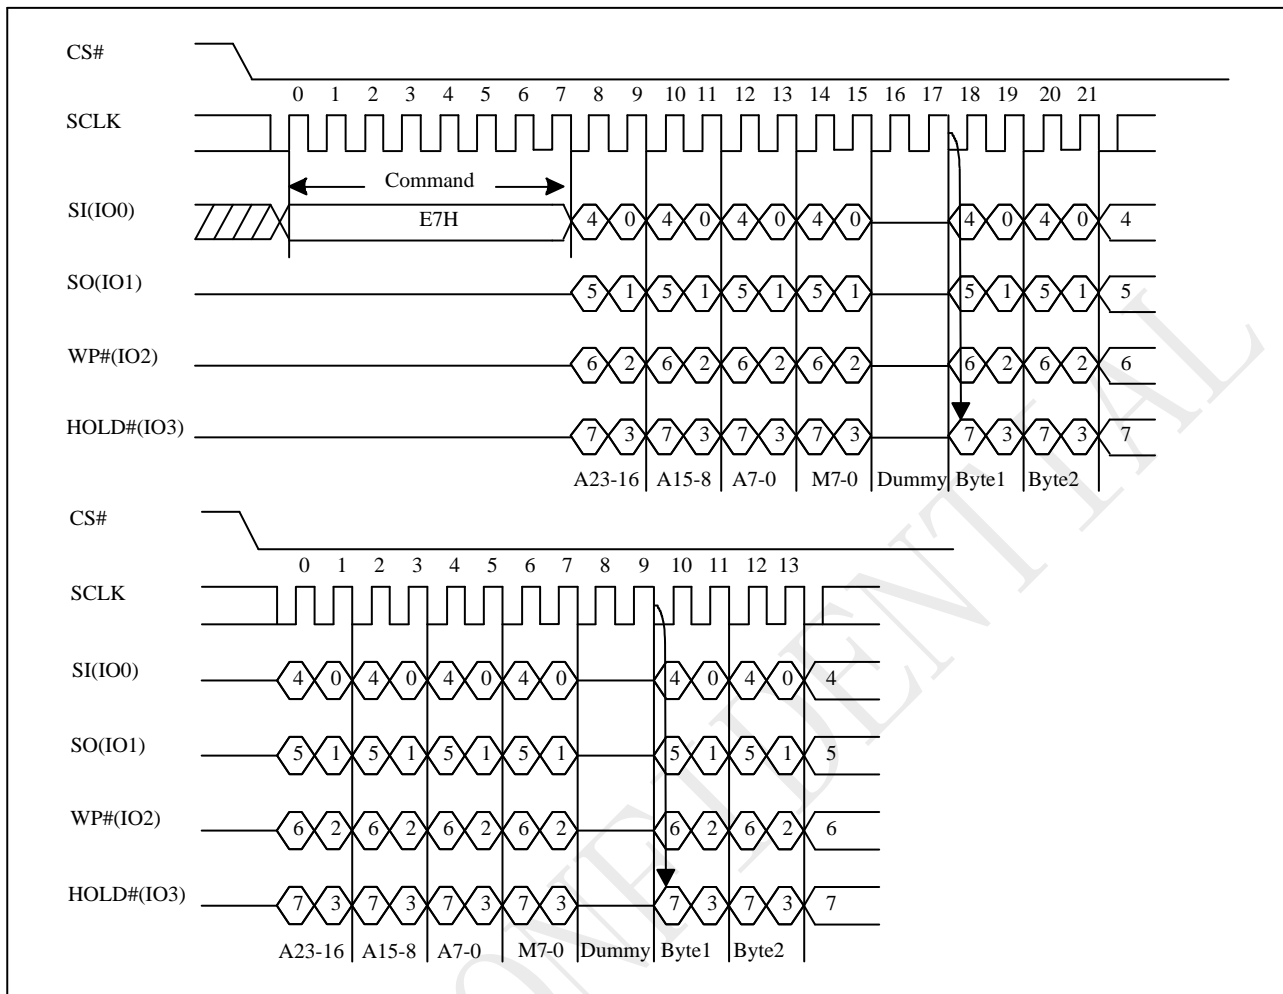 CS#
0 1 2 3 4 5 6 7 8 9 10 11 12 13 14 15 16 17 18 19 20 21
SCLK
Command
SI(IO0) E7H 4 0 4 0 4 0 4 0 4 0 4 0 4
SO(IO1) 5 1 5 1 5 1 5 1 5 1 5 1 5
WP#(IO2) 6 2 6 2 6 2 6 2 6 2 6 2 6
HOLD#(IO3) 7 3 7 3 7 3 7 3 7 3 7 3 7
A23-16 A15-8 A7-0 M7-0 Dummy Byte1 Byte2
CS#
0 1 2 3 4 5 6 7 8 9 10 11 12 13
SCLK
SI(IO0) 4 0 4 0 4 0 4 0 4 0 4 0 4
SO(IO1) 5 1 5 1 5 1 5 1 5 1 5 1 5
WP#(IO2) 6 2 6 2 6 2 6 2 6 2 6 2 6
HOLD#(IO3) 7 3 7 3 7 3 7 3 7 3 7 3 7
A23-16 A15-8 A7-0 M7-0 Dummy Byte1 Byte2
ONFIDENTIAL